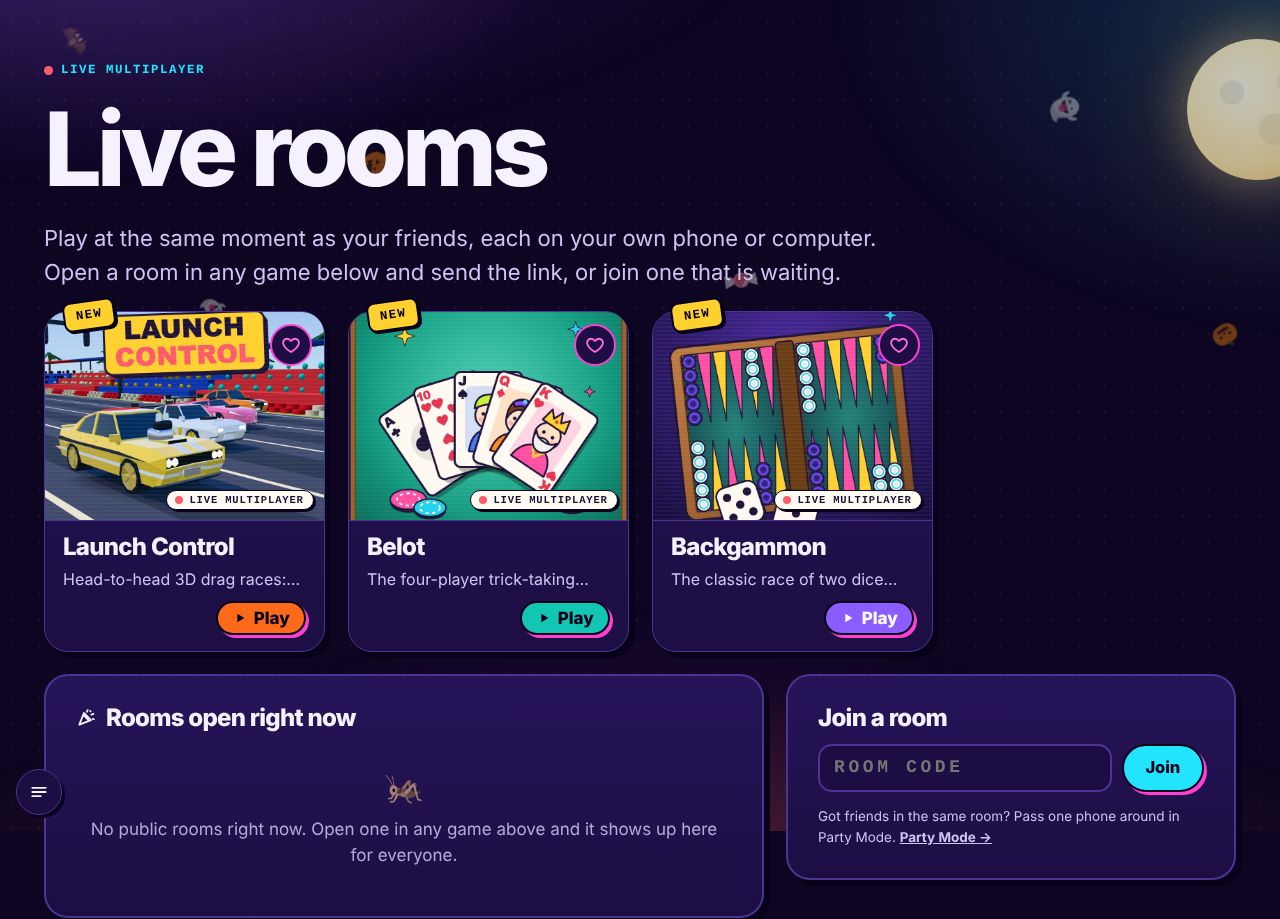 LIVE MULTIPLAYER
Live rooms
Play at the same moment as your friends, each on your own phone or computer.
Open a room in any game below and send the link, or join one that is waiting.
NEW
LAUNCH
CONTROL
LIVE MULTIPLAYER
Launch Control
Head-to-head 3D drag races:...
Play
NEW
A
10
J
Q
K
LIVE MULTIPLAYER
Belot
The four-player trick-taking...
Play
NEW
LIVE MULTIPLAYER
Backgammon
The classic race of two dice...
Play
Rooms open right now
No public rooms right now. Open one in any game above and it shows up here
for everyone.
Join a room
ROOM CODE
Join
Got friends in the same room? Pass one phone around in
Party Mode. Party Mode →